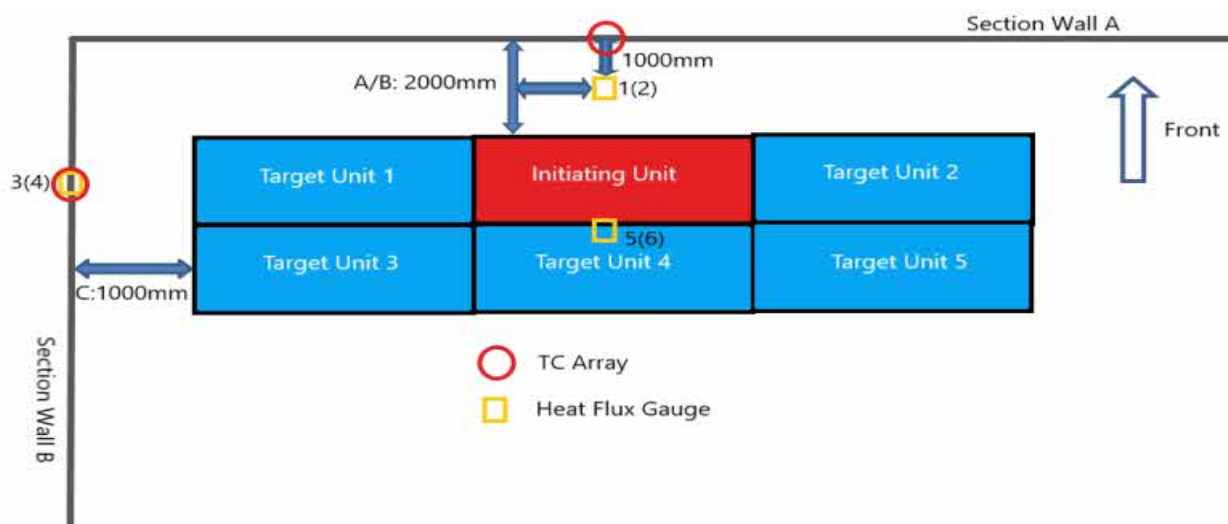 Section Wall A
1000mm
A/B: 2000mm
1(2)
Front
Target Unit 1
Initiating Unit
Target Unit 2
3(4)
5(6)
Target Unit 3
Target Unit 4
Target Unit 5
C:1000mm
Section Wall B
TC Array
Heat Flux Gauge